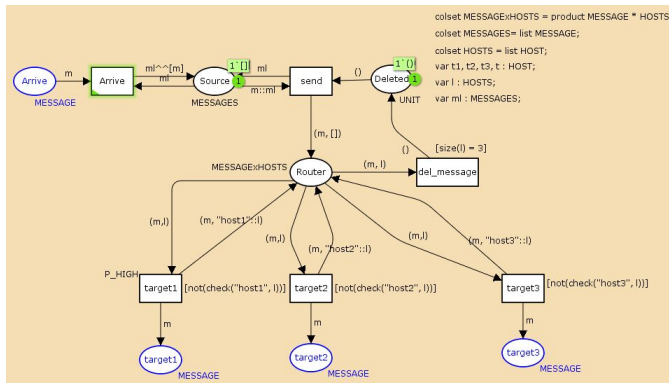 colset MESSAGExHOSTS = product MESSAGE * HOSTS
colset MESSAGES= list MESSAGE;
colset HOSTS = list HOST;
var t1, t2, t3, t : HOST;
var l : HOSTS;
var ml : MESSAGES;
Arrive
MESSAGE
m
Arrive
ml^^[m]
ml
1`[]
Source
1
MESSAGES
ml
m::ml
send
()
1`()
Deleted
1
UNIT
(m, [])
()
[size(l) = 3]
MESSAGExHOSTS
Router
(m, l)
del_message
(m,l)
(m, "host1"::l)
(m,l)
(m, "host2"::l)
(m,l)
(m, "host3"::l)
P_HIGH
target1
[not(check("host1", l))]
target2
[not(check("host2", l))]
target3
[not(check("host3", l))]
m
m
m
target1
MESSAGE
target2
MESSAGE
target3
MESSAGE